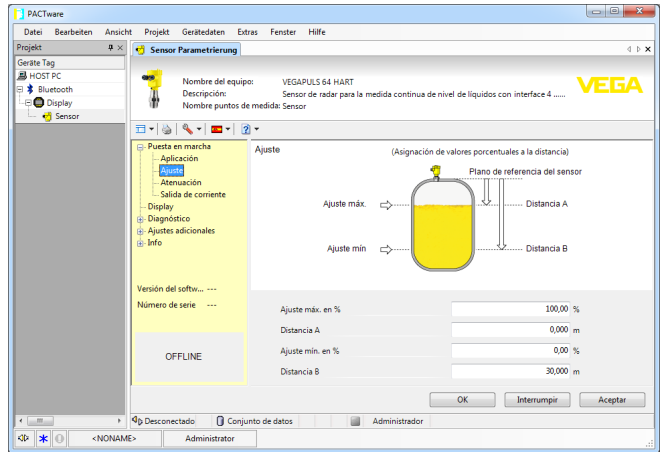 PACTware
Datei Bearbeiten Ansicht Projekt Gerätedaten Extras Fenster Hilfe
Projekt
Sensor Parametrierung
Geräte Tag
HOST PC
Bluetooth
Display
Sensor
Nombre del equipo: VEGAPULS 64 HART
Descripción: Sensor de radar para la medida continua de nivel de líquidos con interface 4 ......
Nombre puntos de medida: Sensor
VEGA
Puesta en marcha
Aplicación
Ajuste
Atenuación
Salida de corriente
Display
Diagnóstico
Ajustes adicionales
Info
Versión del softw... ---
Número de serie ---
OFFLINE
Ajuste (Asignación de valores porcentuales a la distancia)
Plano de referencia del sensor
Ajuste máx. Distancia A
Ajuste mín Distancia B
Ajuste máx. en % 100,00 %
Distancia A 0,000 m
Ajuste mín. en % 0,00 %
Distancia B 30,000 m
OK Interrumpir Aceptar
Desconectado Conjunto de datos Administrador
<NONAME> Administrator